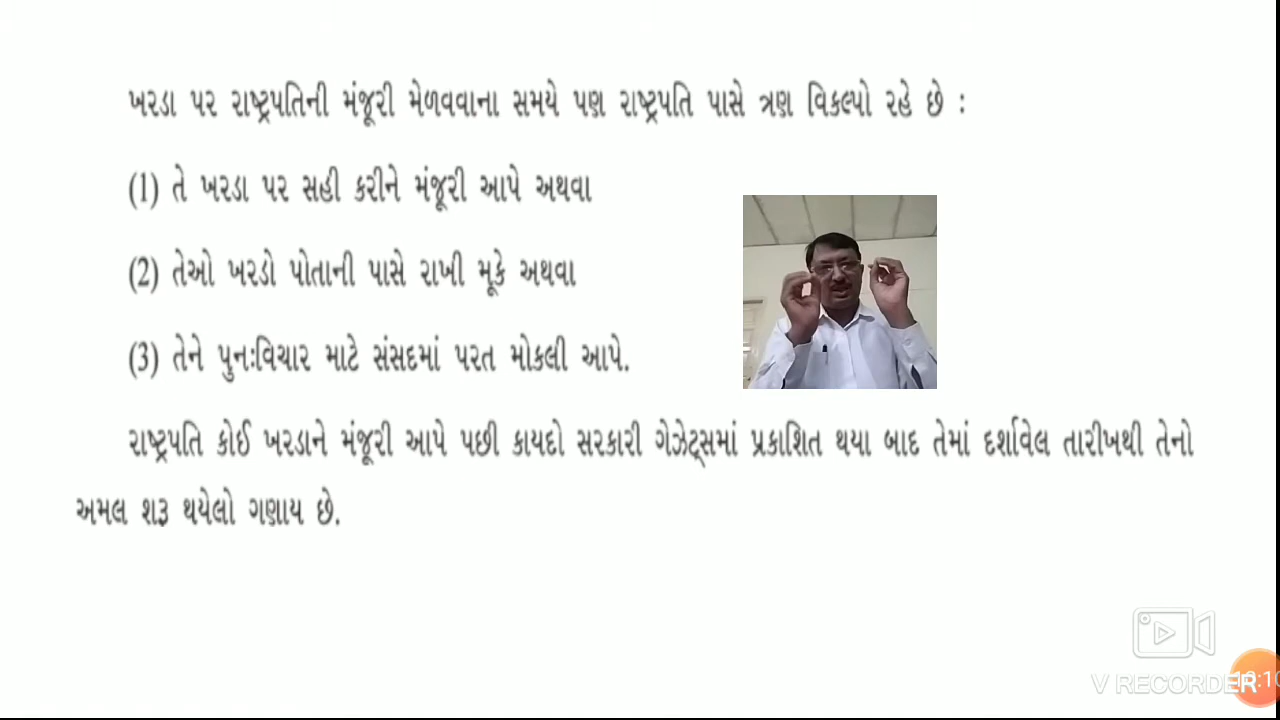 ખરડા પર રાષ્ટ્રપતિની મંજૂરી મેળવવાના સમયે પણ રાષ્ટ્રપતિ પાસે ત્રણ વિકલ્પો રહે છે :
(1) તે ખરડા પર સહી કરીને મંજૂરી આપે અથવા
(2) તેઓ ખરડો પોતાની પાસે રાખી મૂકે અથવા
(3) તેને પુનઃવિચાર માટે સંસદમાં પરત મોકલી આપે.
રાષ્ટ્રપતિ કોઈ ખરડાને મંજૂરી આપે પછી કાયદો સરકારી ગેઝેટ્સમાં પ્રકાશિત થયા બાદ તેમાં દર્શાવેલ તારીખથી તેનો
અમલ શરૂ થયેલો ગણાય છે.
V RECORDER